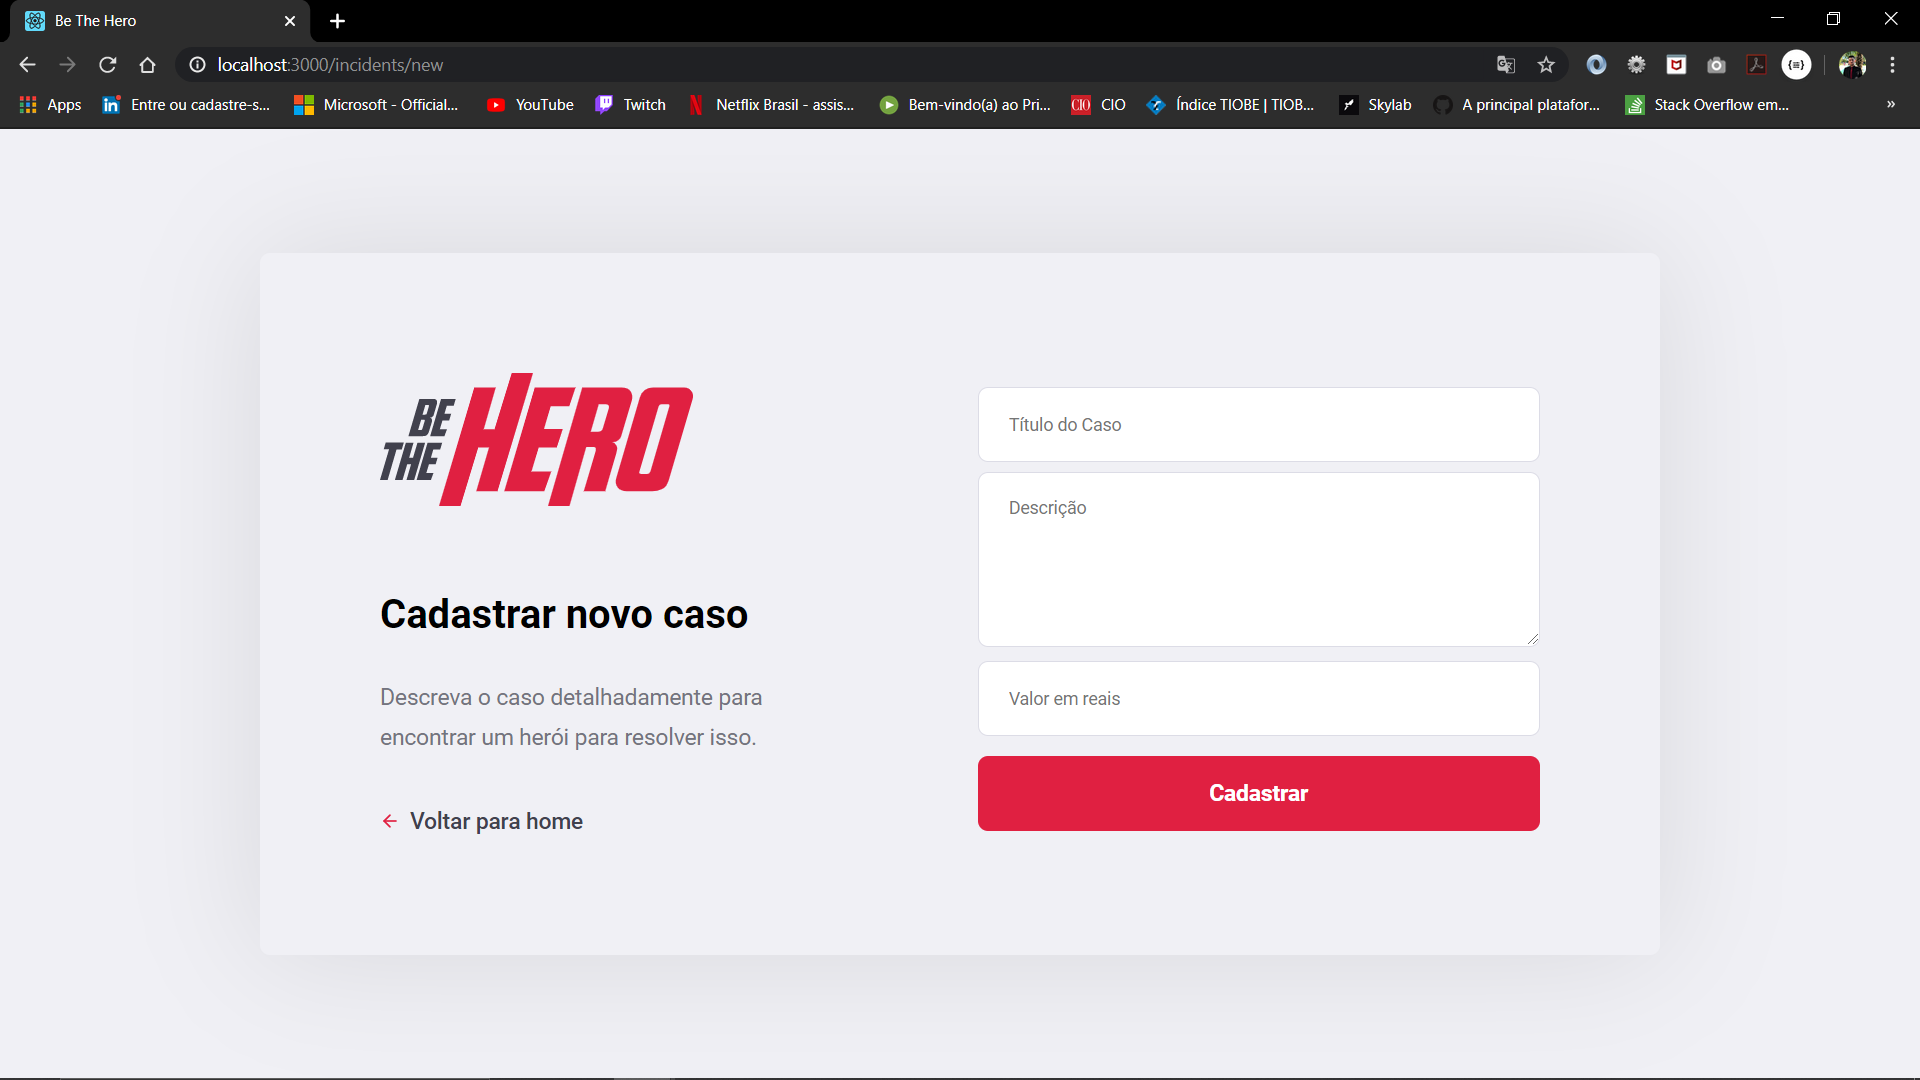 Be The Hero
localhost:3000/incidents/new
Apps
in
Entre ou cadastre-s...
Microsoft - Official...
YouTube
Twitch
Netflix Brasil - assis...
Bem-vindo(a) ao Pri...
CIO
CIO
Índice TIOBE | TIOB...
Skylab
A principal platafor...
Stack Overflow em...
»
BE
THE
HERO
Cadastrar novo caso
Descreva o caso detalhadamente para
encontrar um herói para resolver isso.
Voltar para home
Título do Caso
Descrição
Valor em reais
Cadastrar